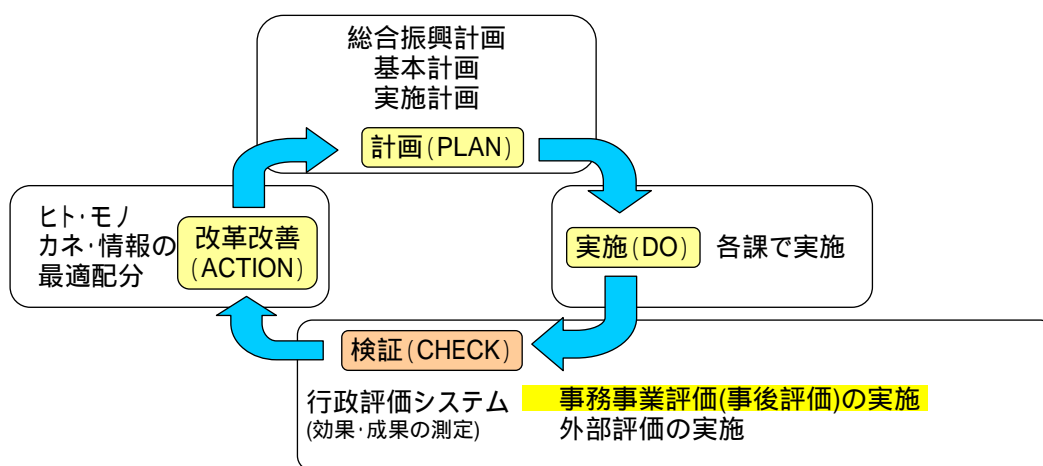 総合振興計画
基本計画
実施計画
計画(PLAN)
ヒト･モノ
カネ･情報の
最適配分
改革改善
(ACTION)
実施(DO) 各課で実施
検証(CHECK)
行政評価システム 事務事業評価(事後評価)の実施
(効果･成果の測定) 外部評価の実施